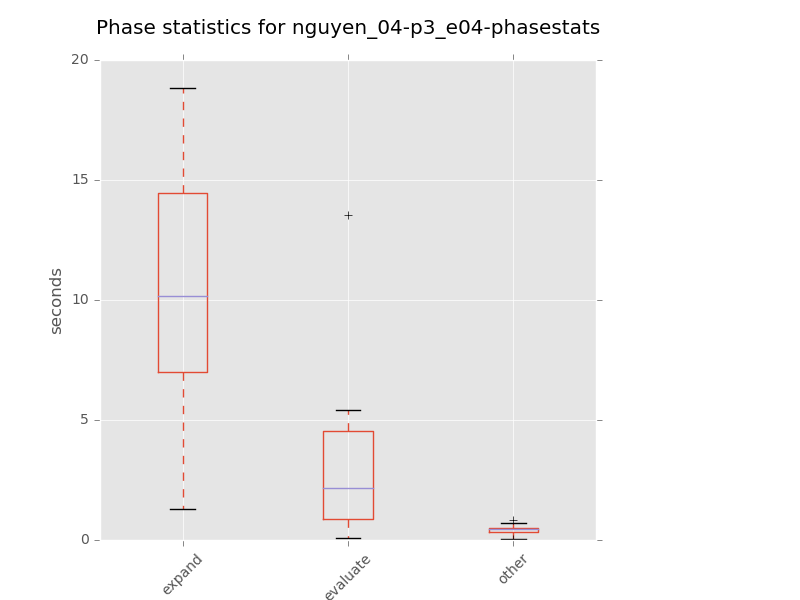 Phase statistics for nguyen_04-p3_e04-phasestats
20
15
10
5
0
seconds
expand
evaluate
other